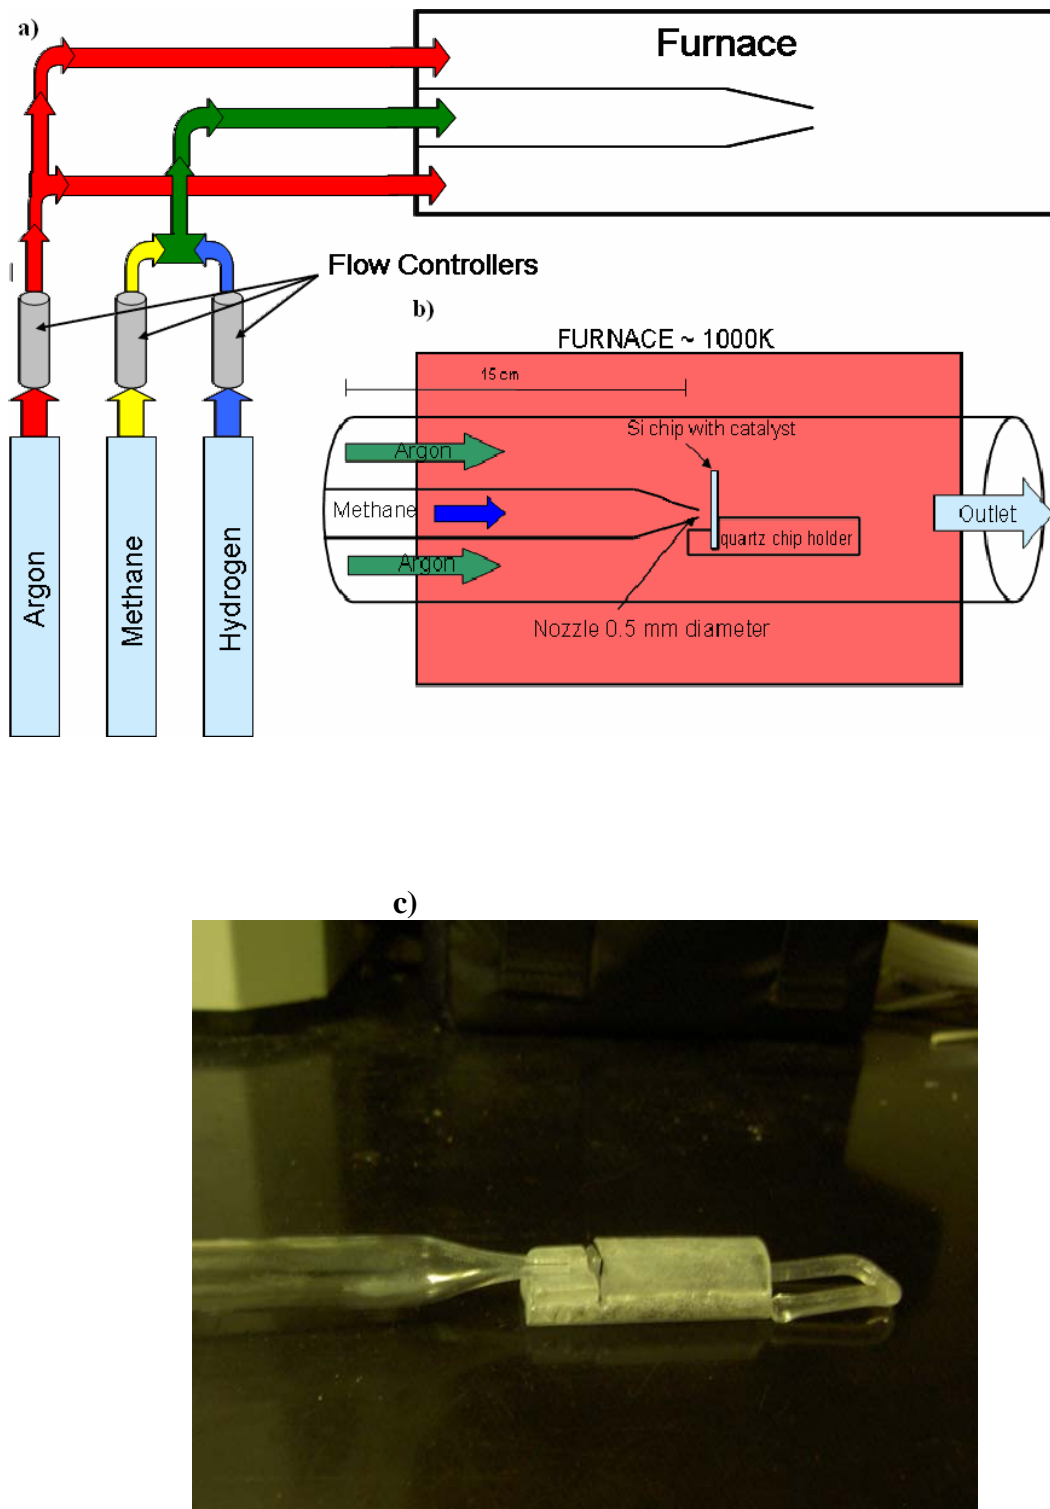 a)
Furnace
Flow Controllers
Argon
Methane
Hydrogen
b)
FURNACE ~ 1000K
15 cm
Si chip with catalyst
Argon
Methane
Outlet
quartz chip holder
Argon
Nozzle 0.5 mm diameter
c)